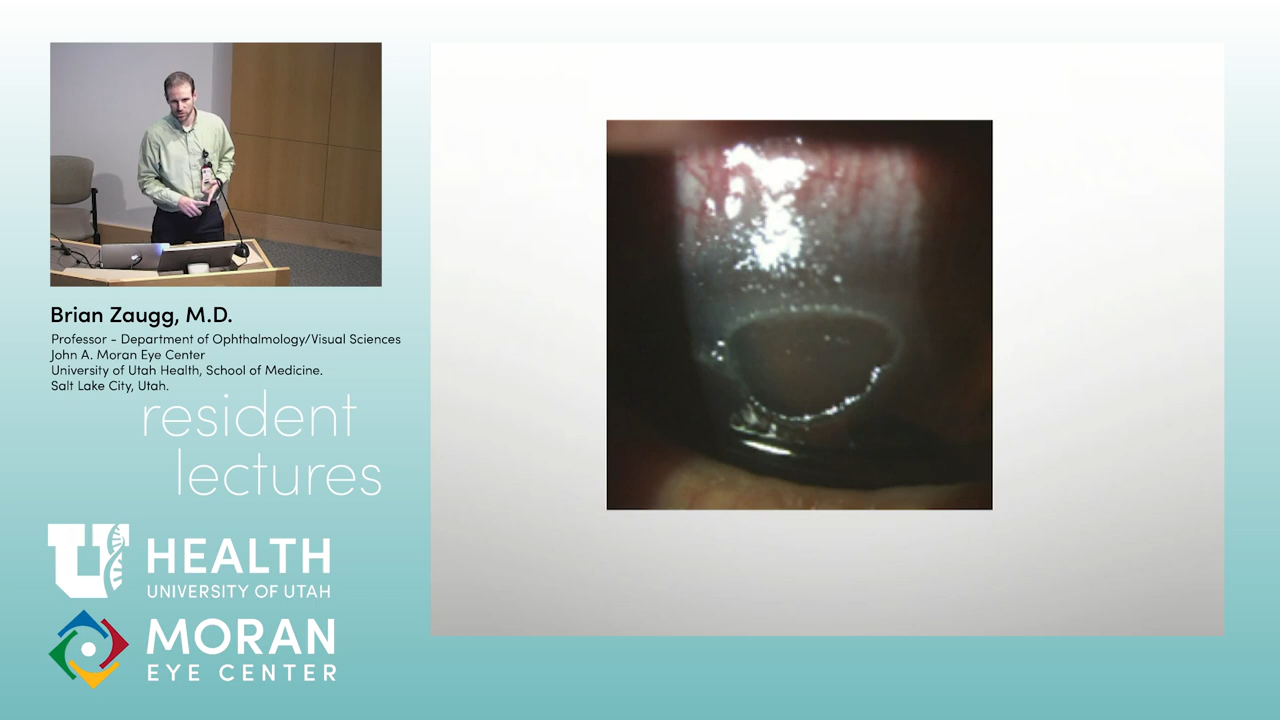 Brian Zaugg, M.D.
Professor - Department of Ophthalmology/Visual Sciences
John A. Moran Eye Center
University of Utah Health, School of Medicine.
Salt Lake City, Utah.
resident
lectures
U HEALTH
UNIVERSITY OF UTAH
MORAN
EYE CENTER